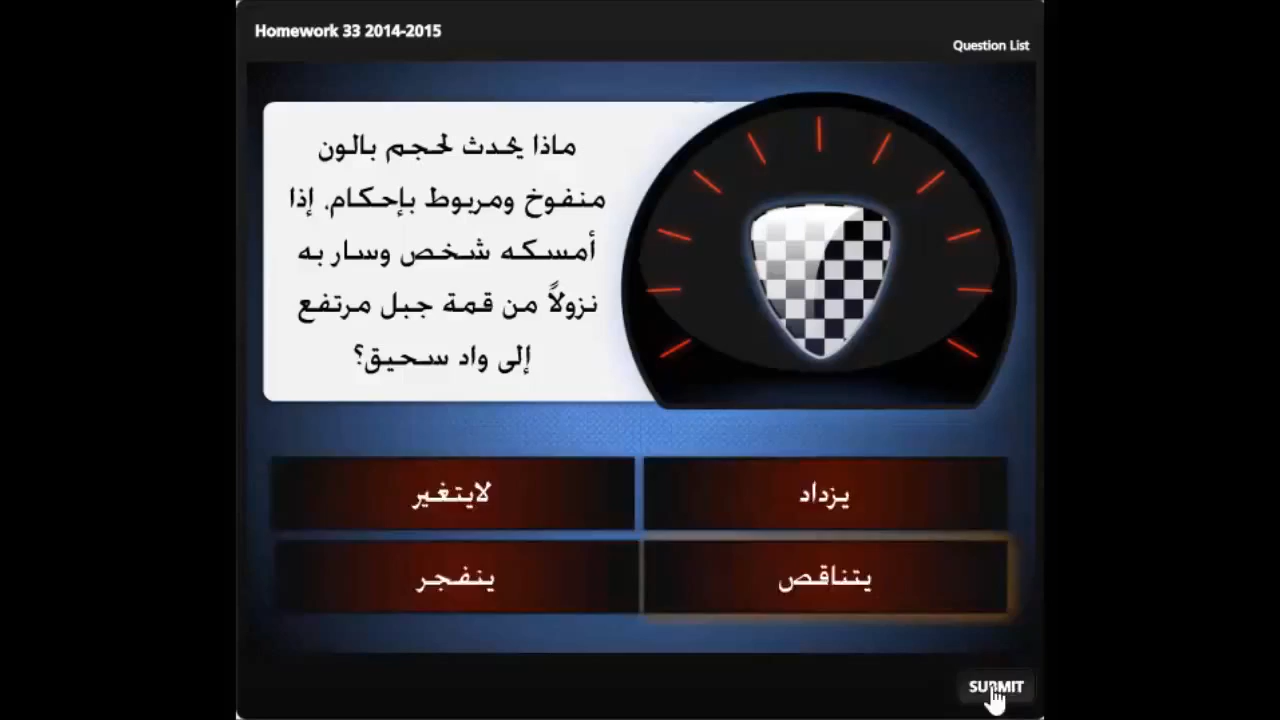 Homework 33 2014-2015
Question List
ماذا يحدث لحجم بالون
منفوخ ومربوط بإحكام، إذا
أمسكه شخص وسار به
نزولاً من قمة جبل مرتفع
إلى واد سحيق؟
يزداد
لايتغير
يتناقص
ينفجر
SUBMIT